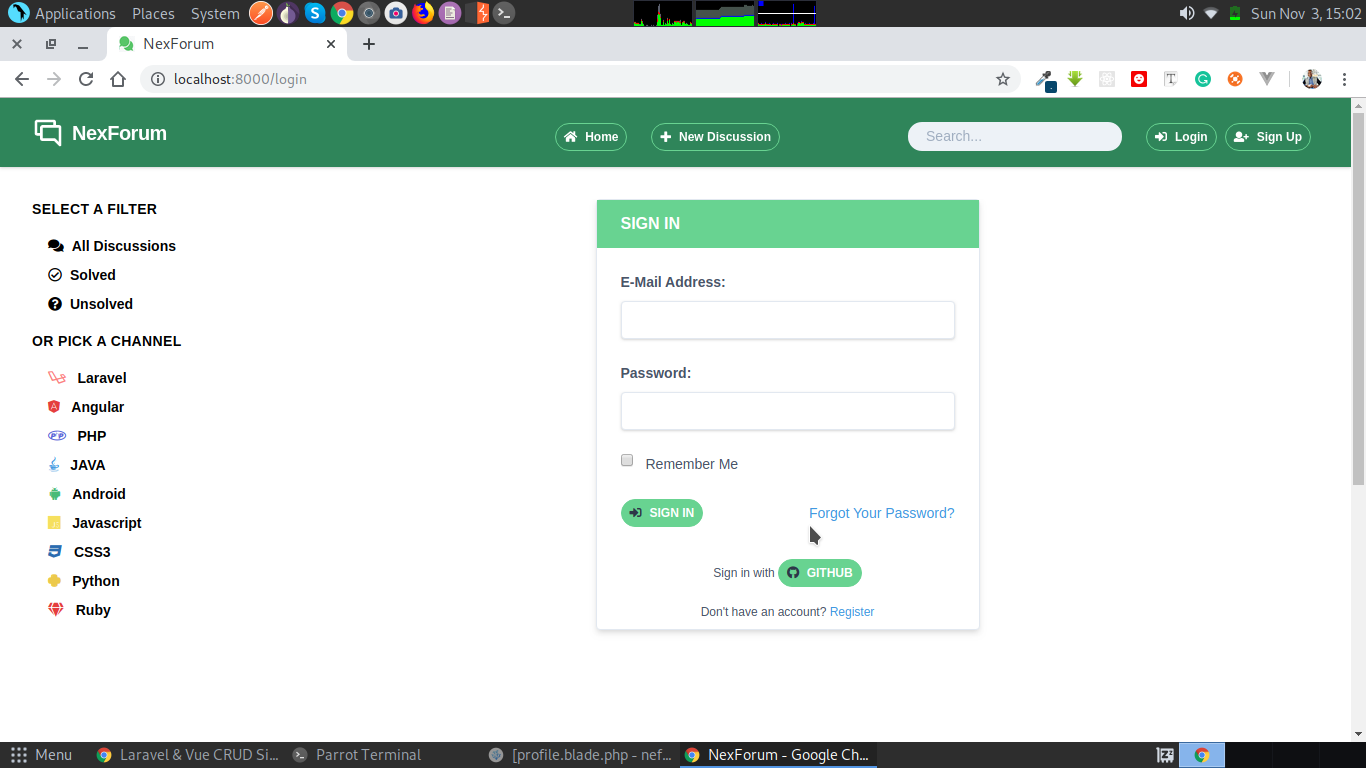 Applications Places System Sun Nov 3, 15:02
NexForum
localhost:8000/login
NexForum Home New Discussion Search... Login Sign Up
SELECT A FILTER
All Discussions
Solved
Unsolved
OR PICK A CHANNEL
Laravel
Angular
PHP
JAVA
Android
Javascript
CSS3
Python
Ruby
SIGN IN
E-Mail Address:
Password:
Remember Me
SIGN IN Forgot Your Password?
Sign in with GITHUB
Don't have an account? Register
Menu Laravel & Vue CRUD Si... Parrot Terminal [profile.blade.php - nef... NexForum - Google Ch...